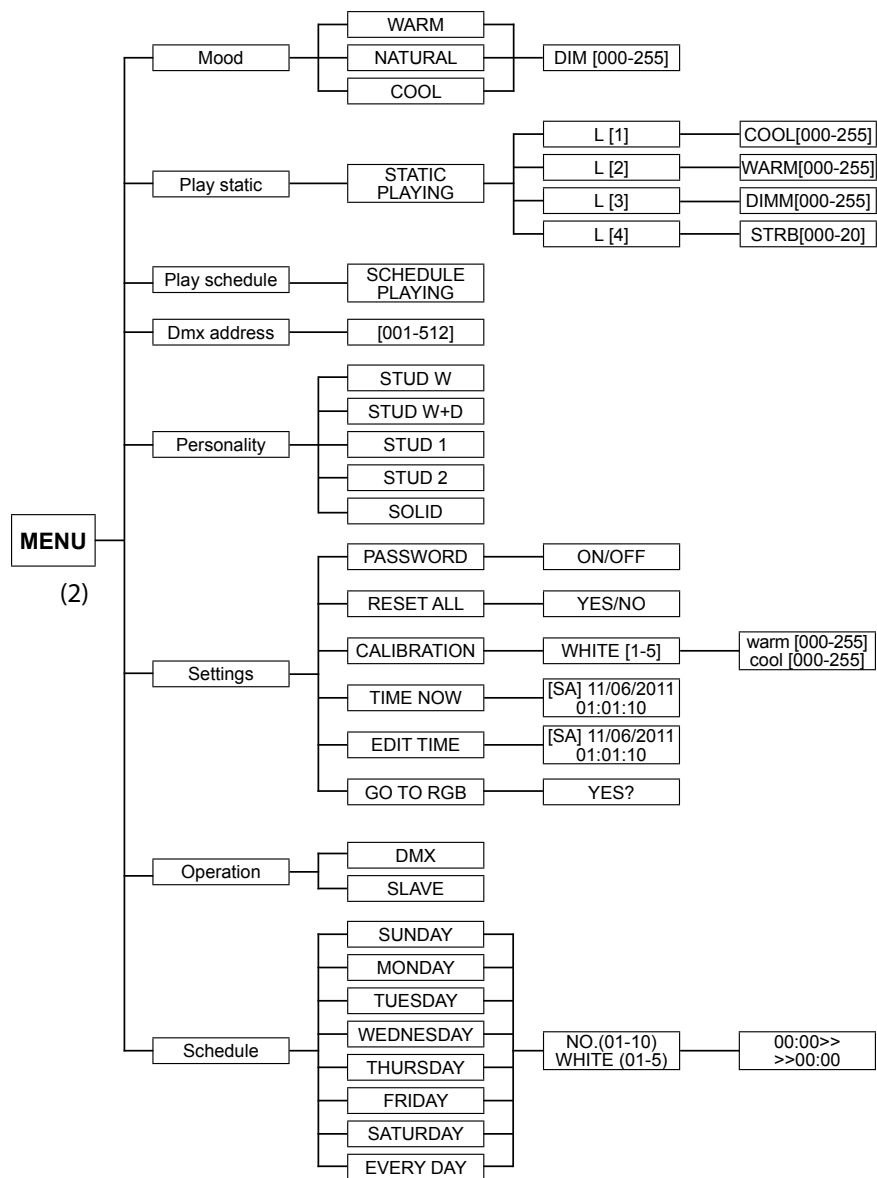 MENU
(2)
Mood
WARM
NATURAL
COOL
DIM [000-255]
Play static
STATIC
PLAYING
L [1]
COOL[000-255]
L [2]
WARM[000-255]
L [3]
DIMM[000-255]
L [4]
STRB[000-20]
Play schedule
SCHEDULE
PLAYING
Dmx address
[001-512]
Personality
STUD W
STUD W+D
STUD 1
STUD 2
SOLID
Settings
PASSWORD
ON/OFF
RESET ALL
YES/NO
CALIBRATION
WHITE [1-5]
warm [000-255]
cool [000-255]
TIME NOW
[SA] 11/06/2011
01:01:10
EDIT TIME
[SA] 11/06/2011
01:01:10
GO TO RGB
YES?
Operation
DMX
SLAVE
Schedule
SUNDAY
MONDAY
TUESDAY
WEDNESDAY
THURSDAY
FRIDAY
SATURDAY
EVERY DAY
NO.(01-10)
WHITE (01-5)
00:00>>
>>00:00